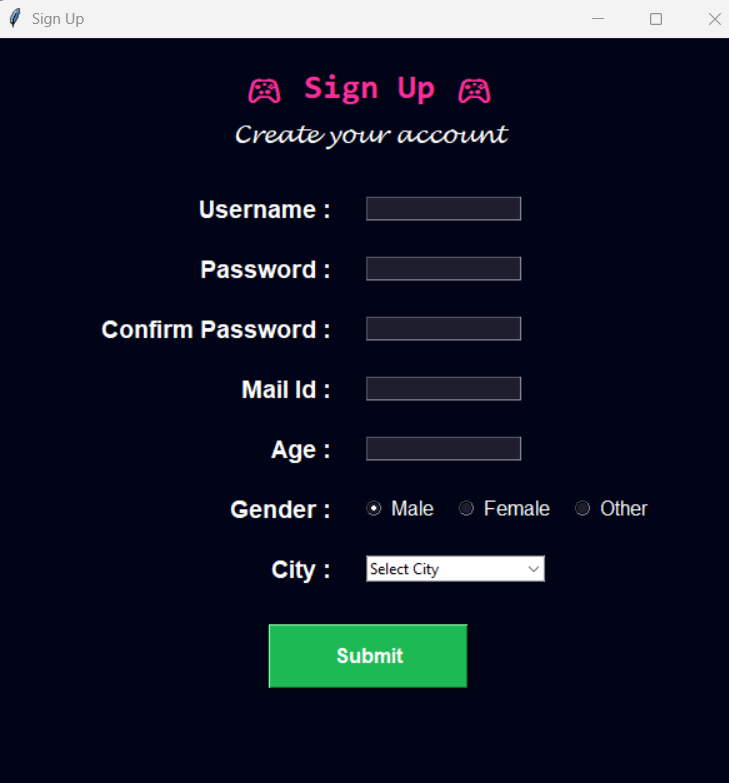 Sign Up
🎮 Sign Up 🎮
Create your account
Username :
Password :
Confirm Password :
Mail Id :
Age :
Gender : Male Female Other
City : Select City
Submit